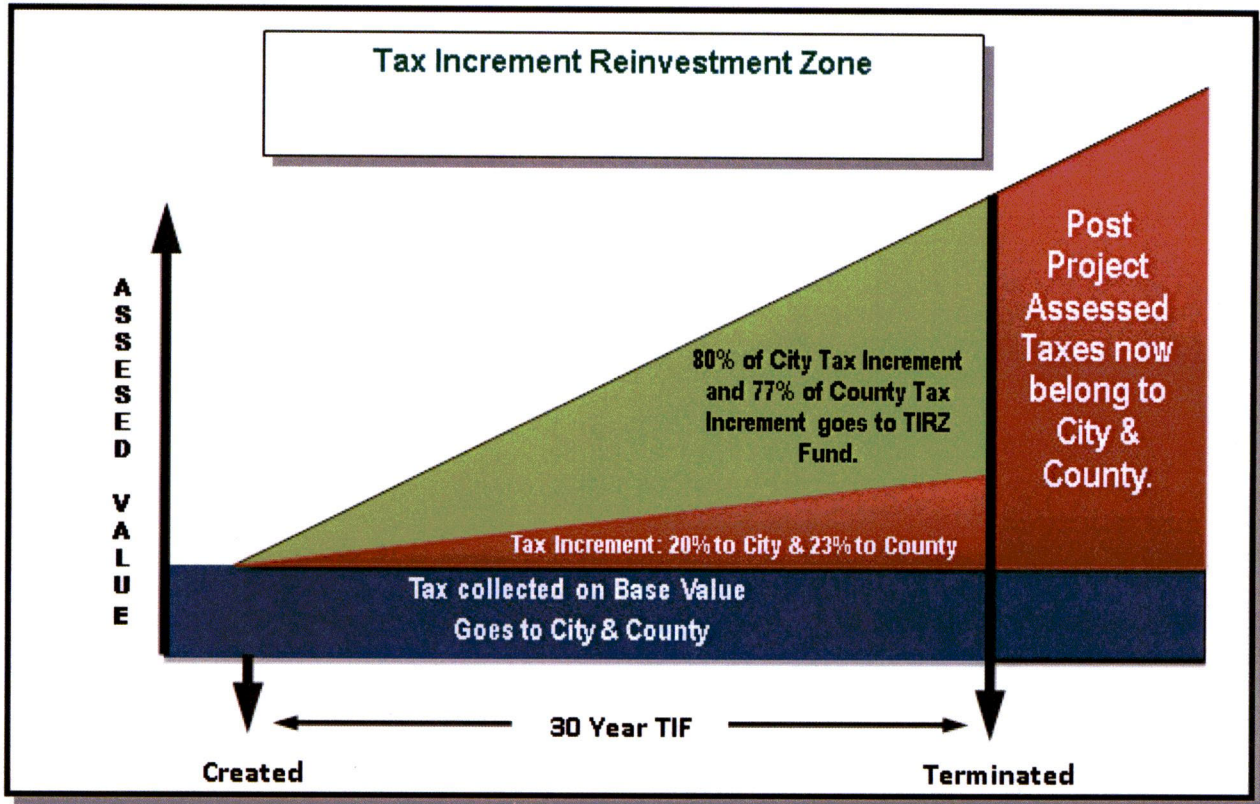 Tax Increment Reinvestment Zone
ASSESSED VALUE
80% of City Tax Increment
and 77% of County Tax
Increment goes to TIRZ
Fund.
Post
Project
Assessed
Taxes now
belong to
City &
County.
Tax Increment: 20% to City & 23% to County
Tax collected on Base Value
Goes to City & County
30 Year TIF
Created
Terminated